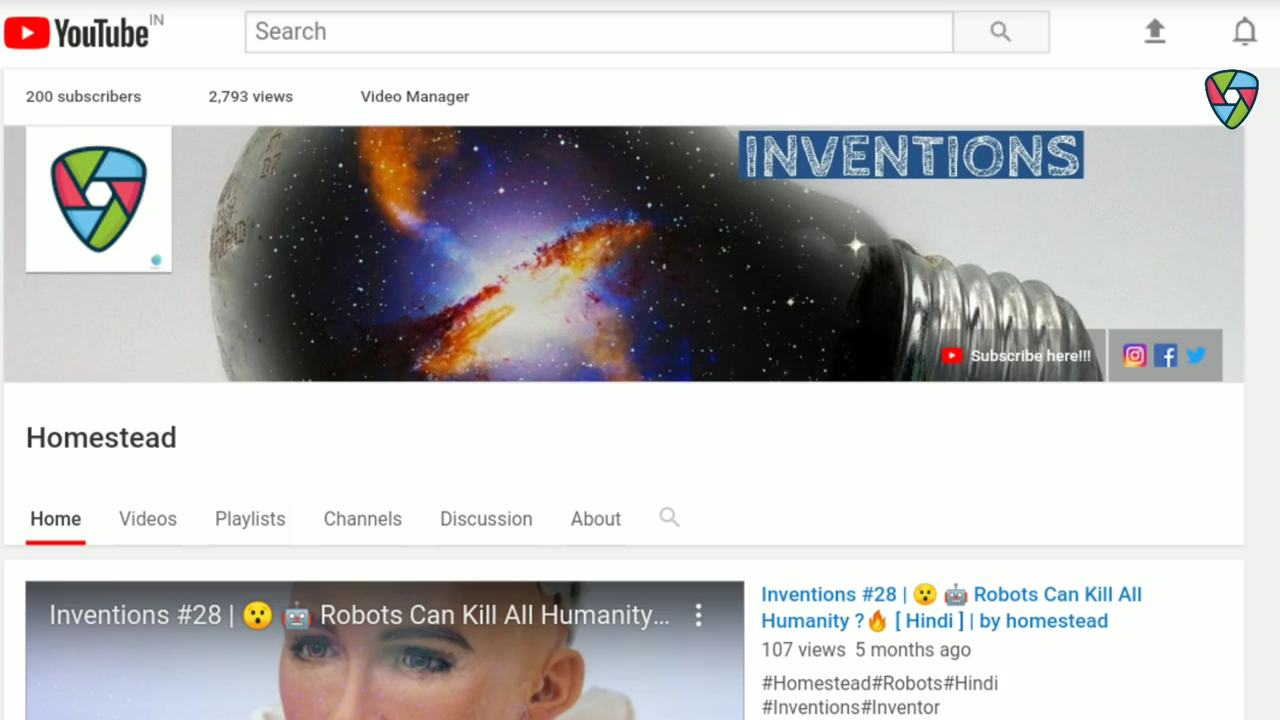 YouTube IN
Search
200 subscribers 2,793 views Video Manager
INVENTIONS
Subscribe here!!!
Homestead
Home Videos Playlists Channels Discussion About
Inventions #28 | 😮 🤖 Robots Can Kill All Humanity...
Inventions #28 | 😮 🤖 Robots Can Kill All
Humanity ?🔥 [ Hindi ] | by homestead
107 views 5 months ago
#Homestead#Robots#Hindi
#Inventions#Inventor